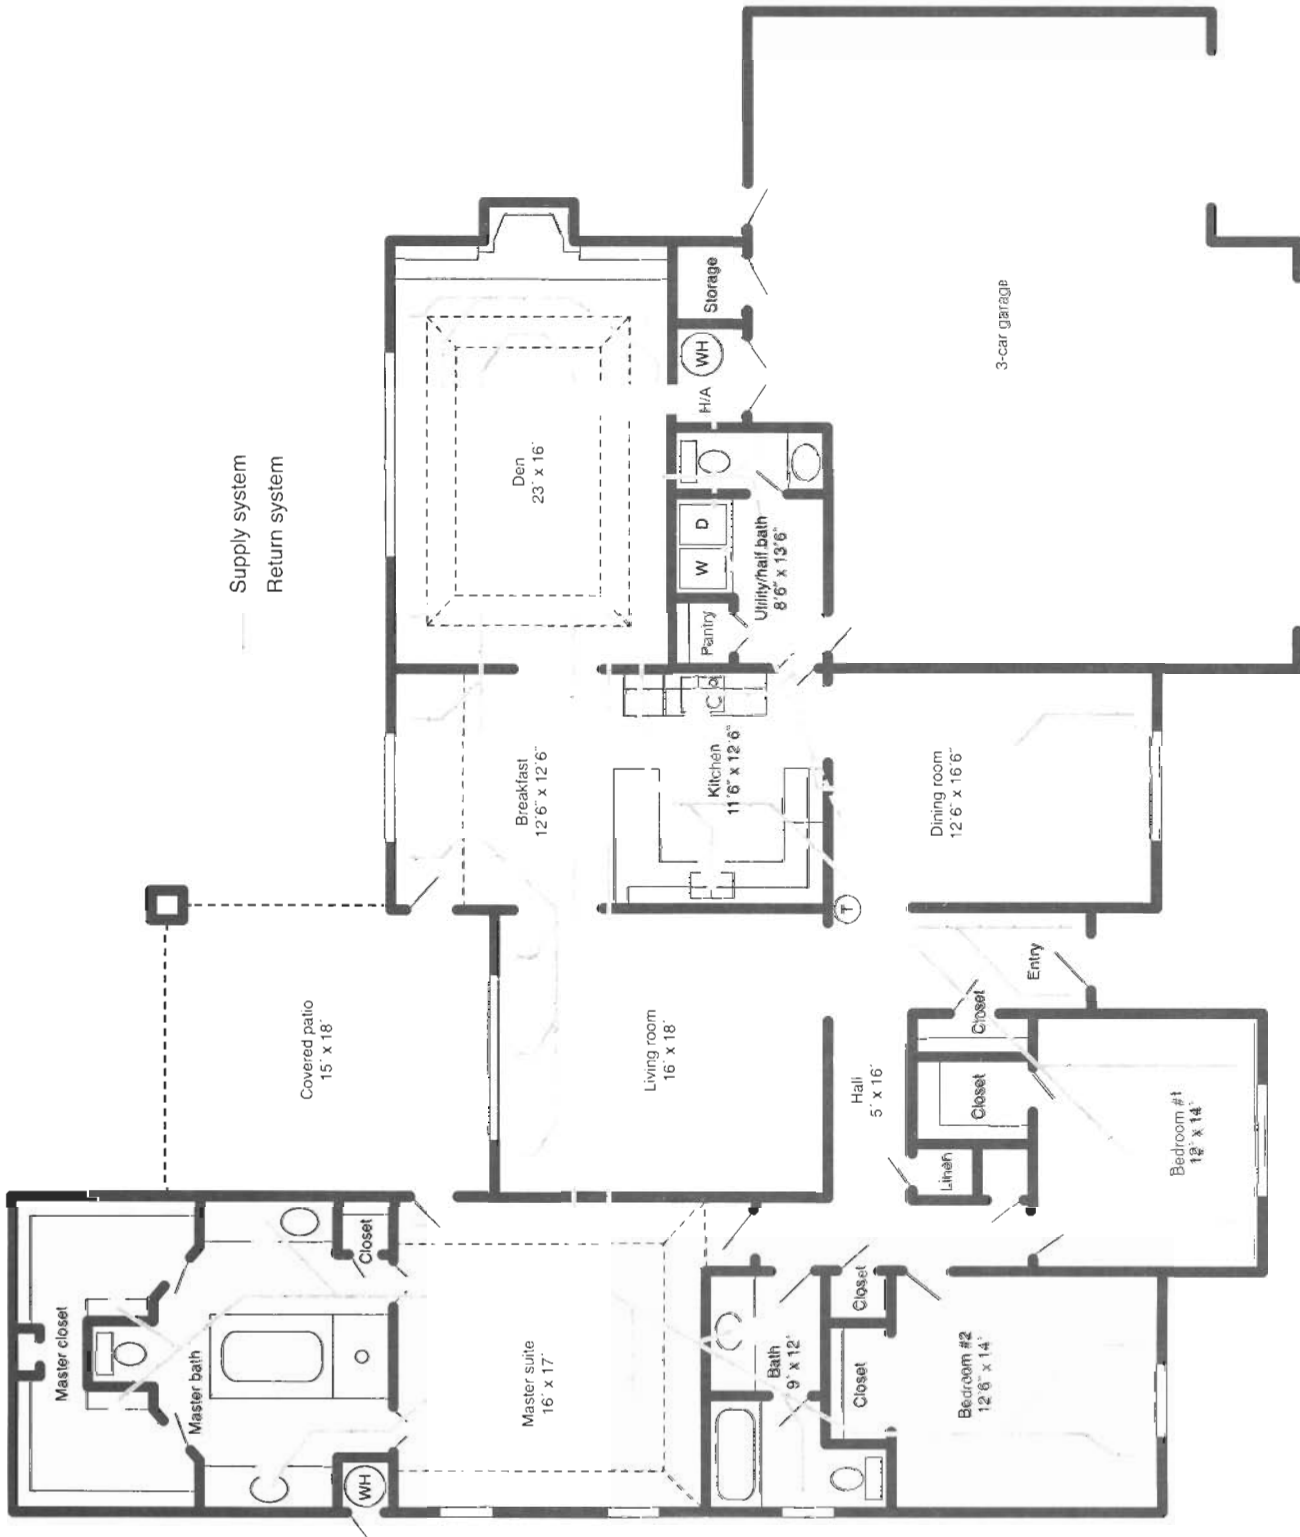 Supply system
Return system
3-car garage
Storage
WH
H/A
Den
23' x 16'
D
W
Utility/half bath
8'6" x 13'6"
Pantry
Breakfast
12'6" x 12'6"
Kitchen
11'6" x 12'6"
Dining room
12'6" x 16'6"
T
Covered patio
15' x 18'
Living room
16' x 18'
Entry
Closet
Hall
5' x 16'
Closet
Linen
Bedroom #1
12' x 14'
Master closet
Closet
Master bath
Master suite
16' x 17'
WH
Bath
9' x 12'
Closet
Closet
Bedroom #2
12'6" x 14'